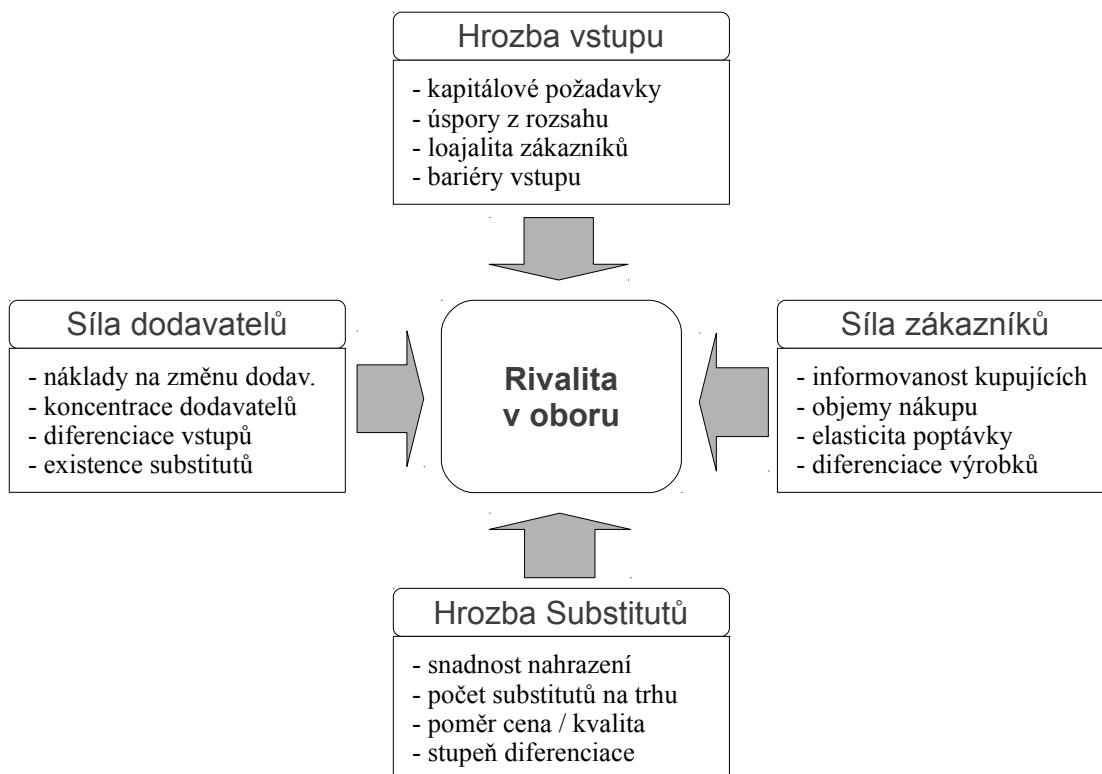 Hrozba vstupu
- kapitálové požadavky
- úspory z rozsahu
- loajalita zákazníků
- bariéry vstupu
Síla dodavatelů
- náklady na změnu dodav.
- koncentrace dodavatelů
- diferenciace vstupů
- existence substitutů
Rivalita
v oboru
Síla zákazníků
- informovanost kupujících
- objemy nákupu
- elasticita poptávky
- diferenciace výrobků
Hrozba Substitutů
- snadnost nahrazení
- počet substitutů na trhu
- poměr cena / kvalita
- stupeň diferenciace